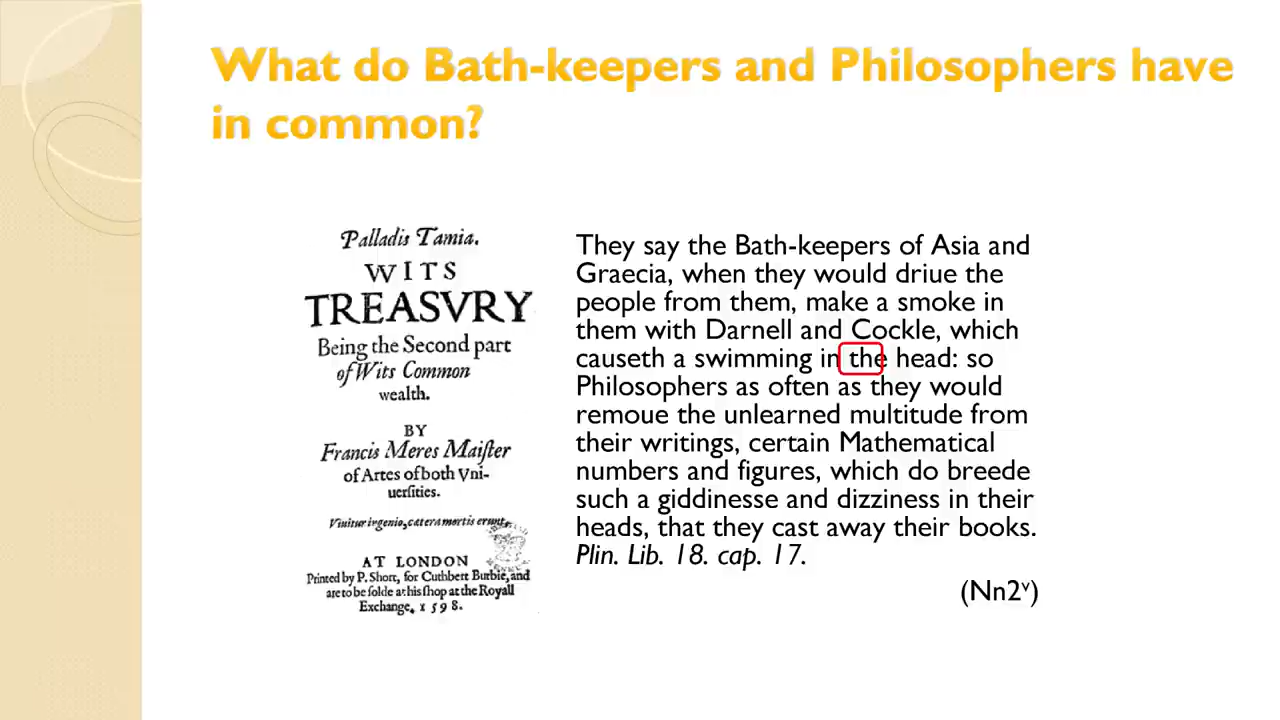 What do Bath-keepers and Philosophers have
in common?
Palladis Tamia.
WITS
TREASVRY
Being the Second part
of Wits Common
wealth.
BY
Francis Meres Maister
of Artes of both Vni-
uersities.
Viuitur ingenio, cætera mortis erunt.
AT LONDON
Printed by P. Short, for Cuthbert Burbie, and
are to be solde at his shop at the Royall
Exchange. 1598.
They say the Bath-keepers of Asia and
Graecia, when they would driue the
people from them, make a smoke in
them with Darnell and Cockle, which
causeth a swimming in the head: so
Philosophers as often as they would
remoue the unlearned multitude from
their writings, certain Mathematical
numbers and figures, which do breede
such a giddinesse and dizziness in their
heads, that they cast away their books.
Plin. Lib. 18. cap. 17.
(Nn2ᵛ)